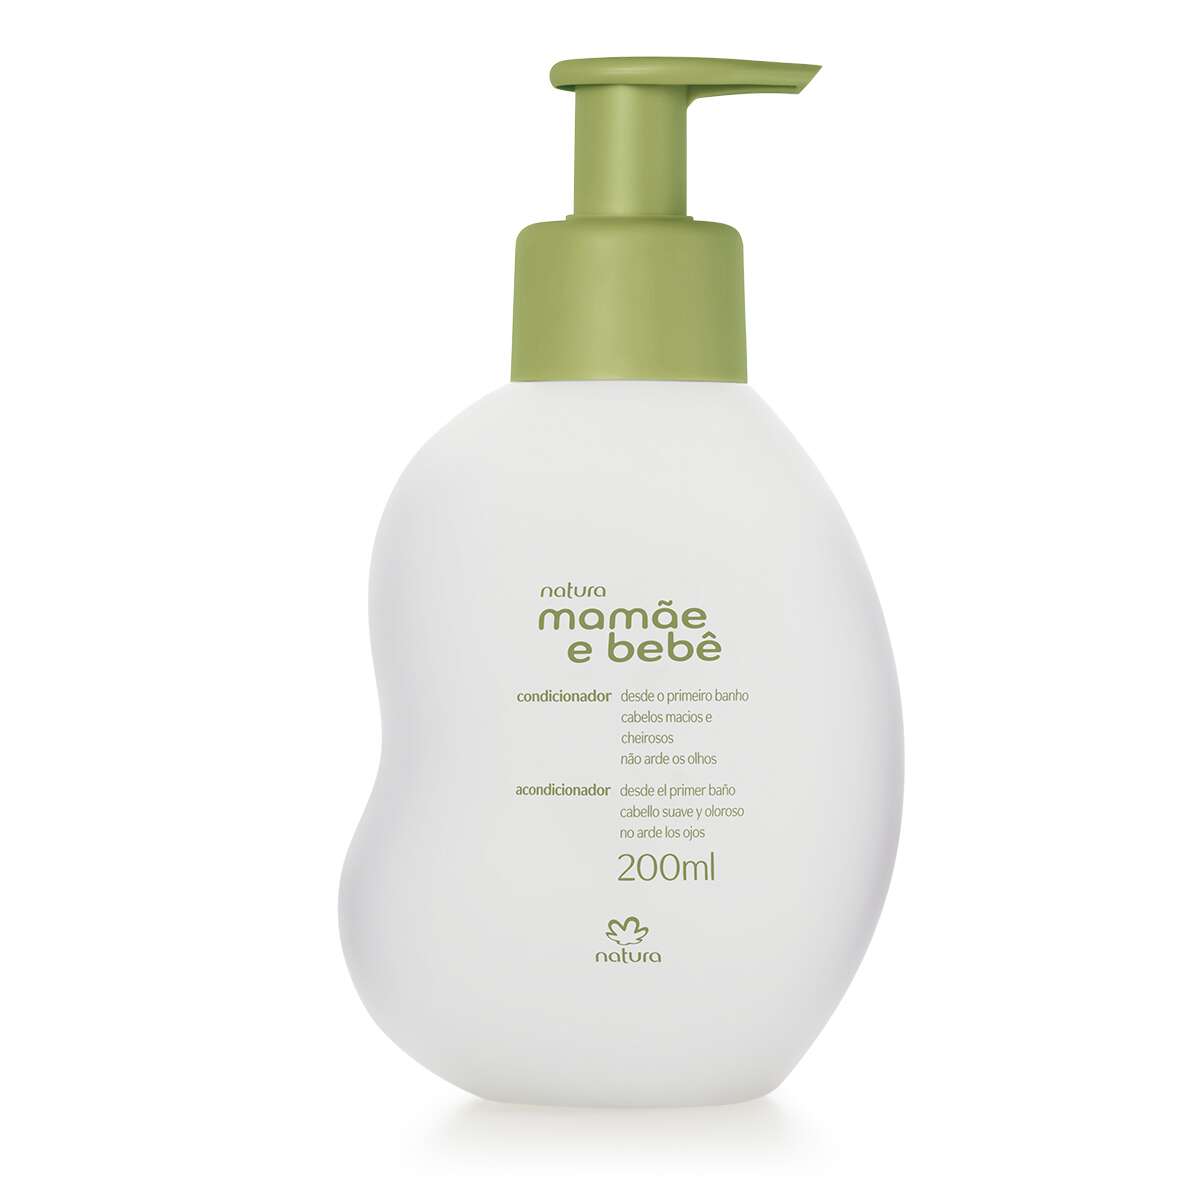 natura
mamãe
e bebê
condicionador desde o primeiro banho
cabelos macios e
cheirosos
não arde os olhos
acondicionador desde el primer baño
cabello suave y oloroso
no arde los ojos
200ml
natura